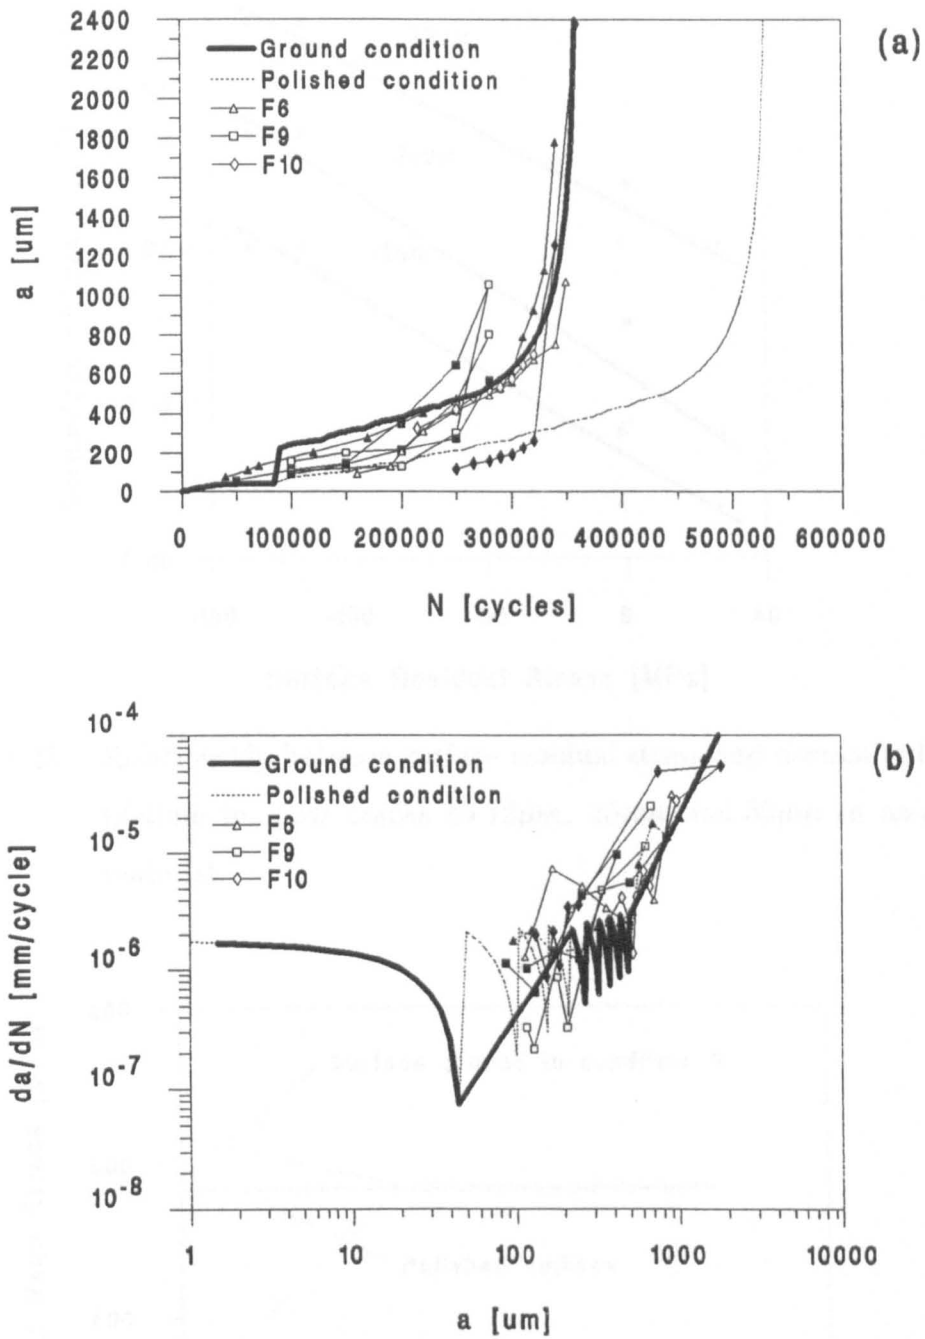 (a)
2400
2200
2000
1800
1600
1400
1200
1000
800
600
400
200
0
a [um]
Ground condition
Polished condition
F6
F9
F10
0 100000 200000 300000 400000 500000 600000
N [cycles]
(b)
10-4
10-5
10-6
10-7
10-8
da/dN [mm/cycle]
Ground condition
Polished condition
F6
F9
F10
1 10 100 1000 10000
a [um]